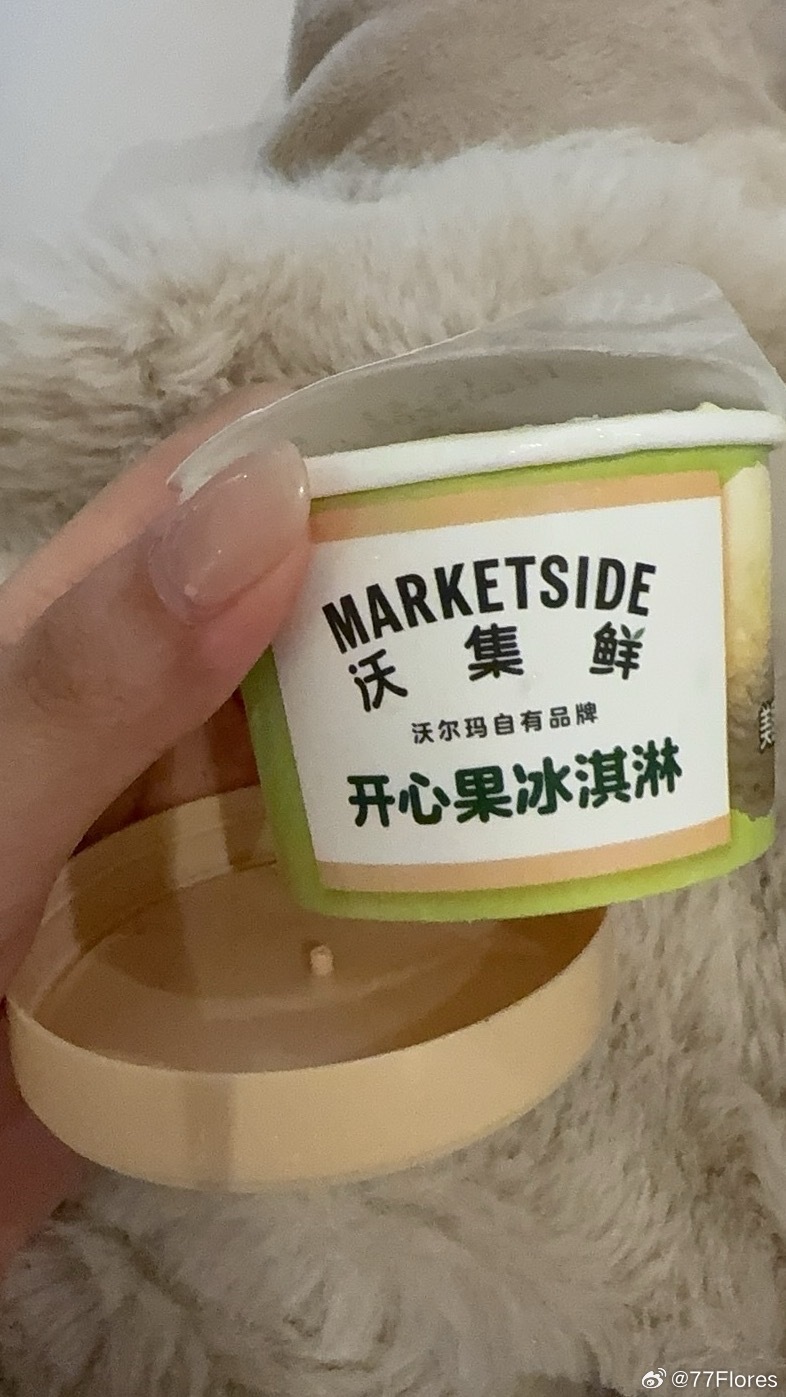 MARKETSIDE
沃集鲜
沃尔玛自有品牌
开心果冰淇淋
@77Flores